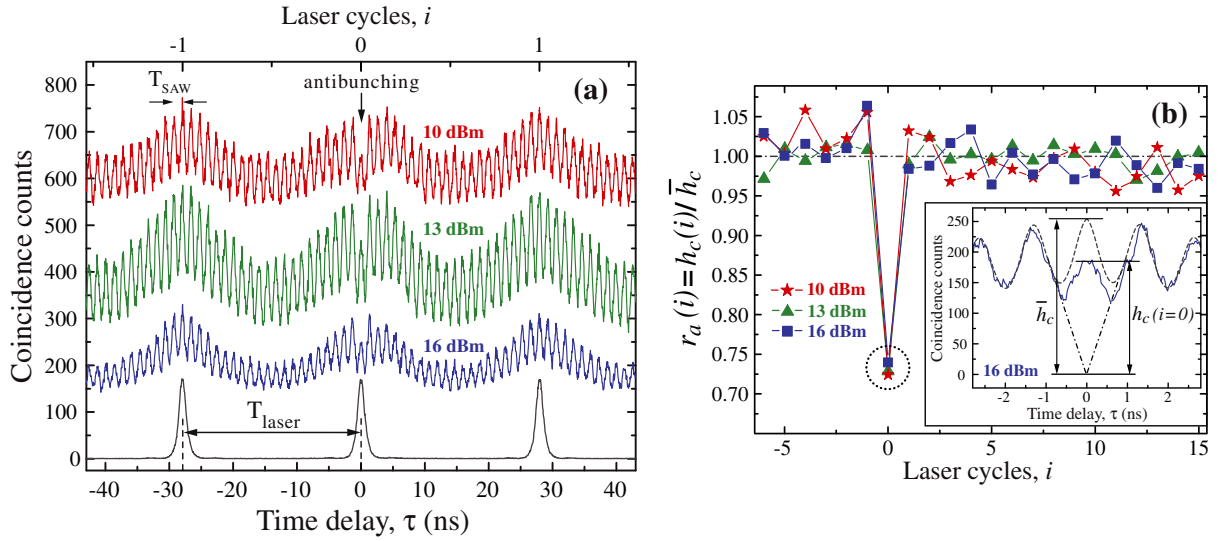 Laser cycles, i
-1 0 1
(a)
T_SAW
antibunching
10 dBm
13 dBm
16 dBm
T_laser
Coincidence counts
800
700
600
500
400
300
200
100
0
-40 -30 -20 -10 0 10 20 30 40
Time delay, τ (ns)
(b)
r_a(i) = h_c(i) / h̅_c
1.05
1.00
0.95
0.90
0.85
0.80
0.75
0.70
10 dBm
13 dBm
16 dBm
-5 0 5 10 15
Laser cycles, i
Coincidence counts
250
200
150
100
50
0
h̅_c
h_c(i=0)
16 dBm
-2 -1 0 1 2
Time delay, τ (ns)